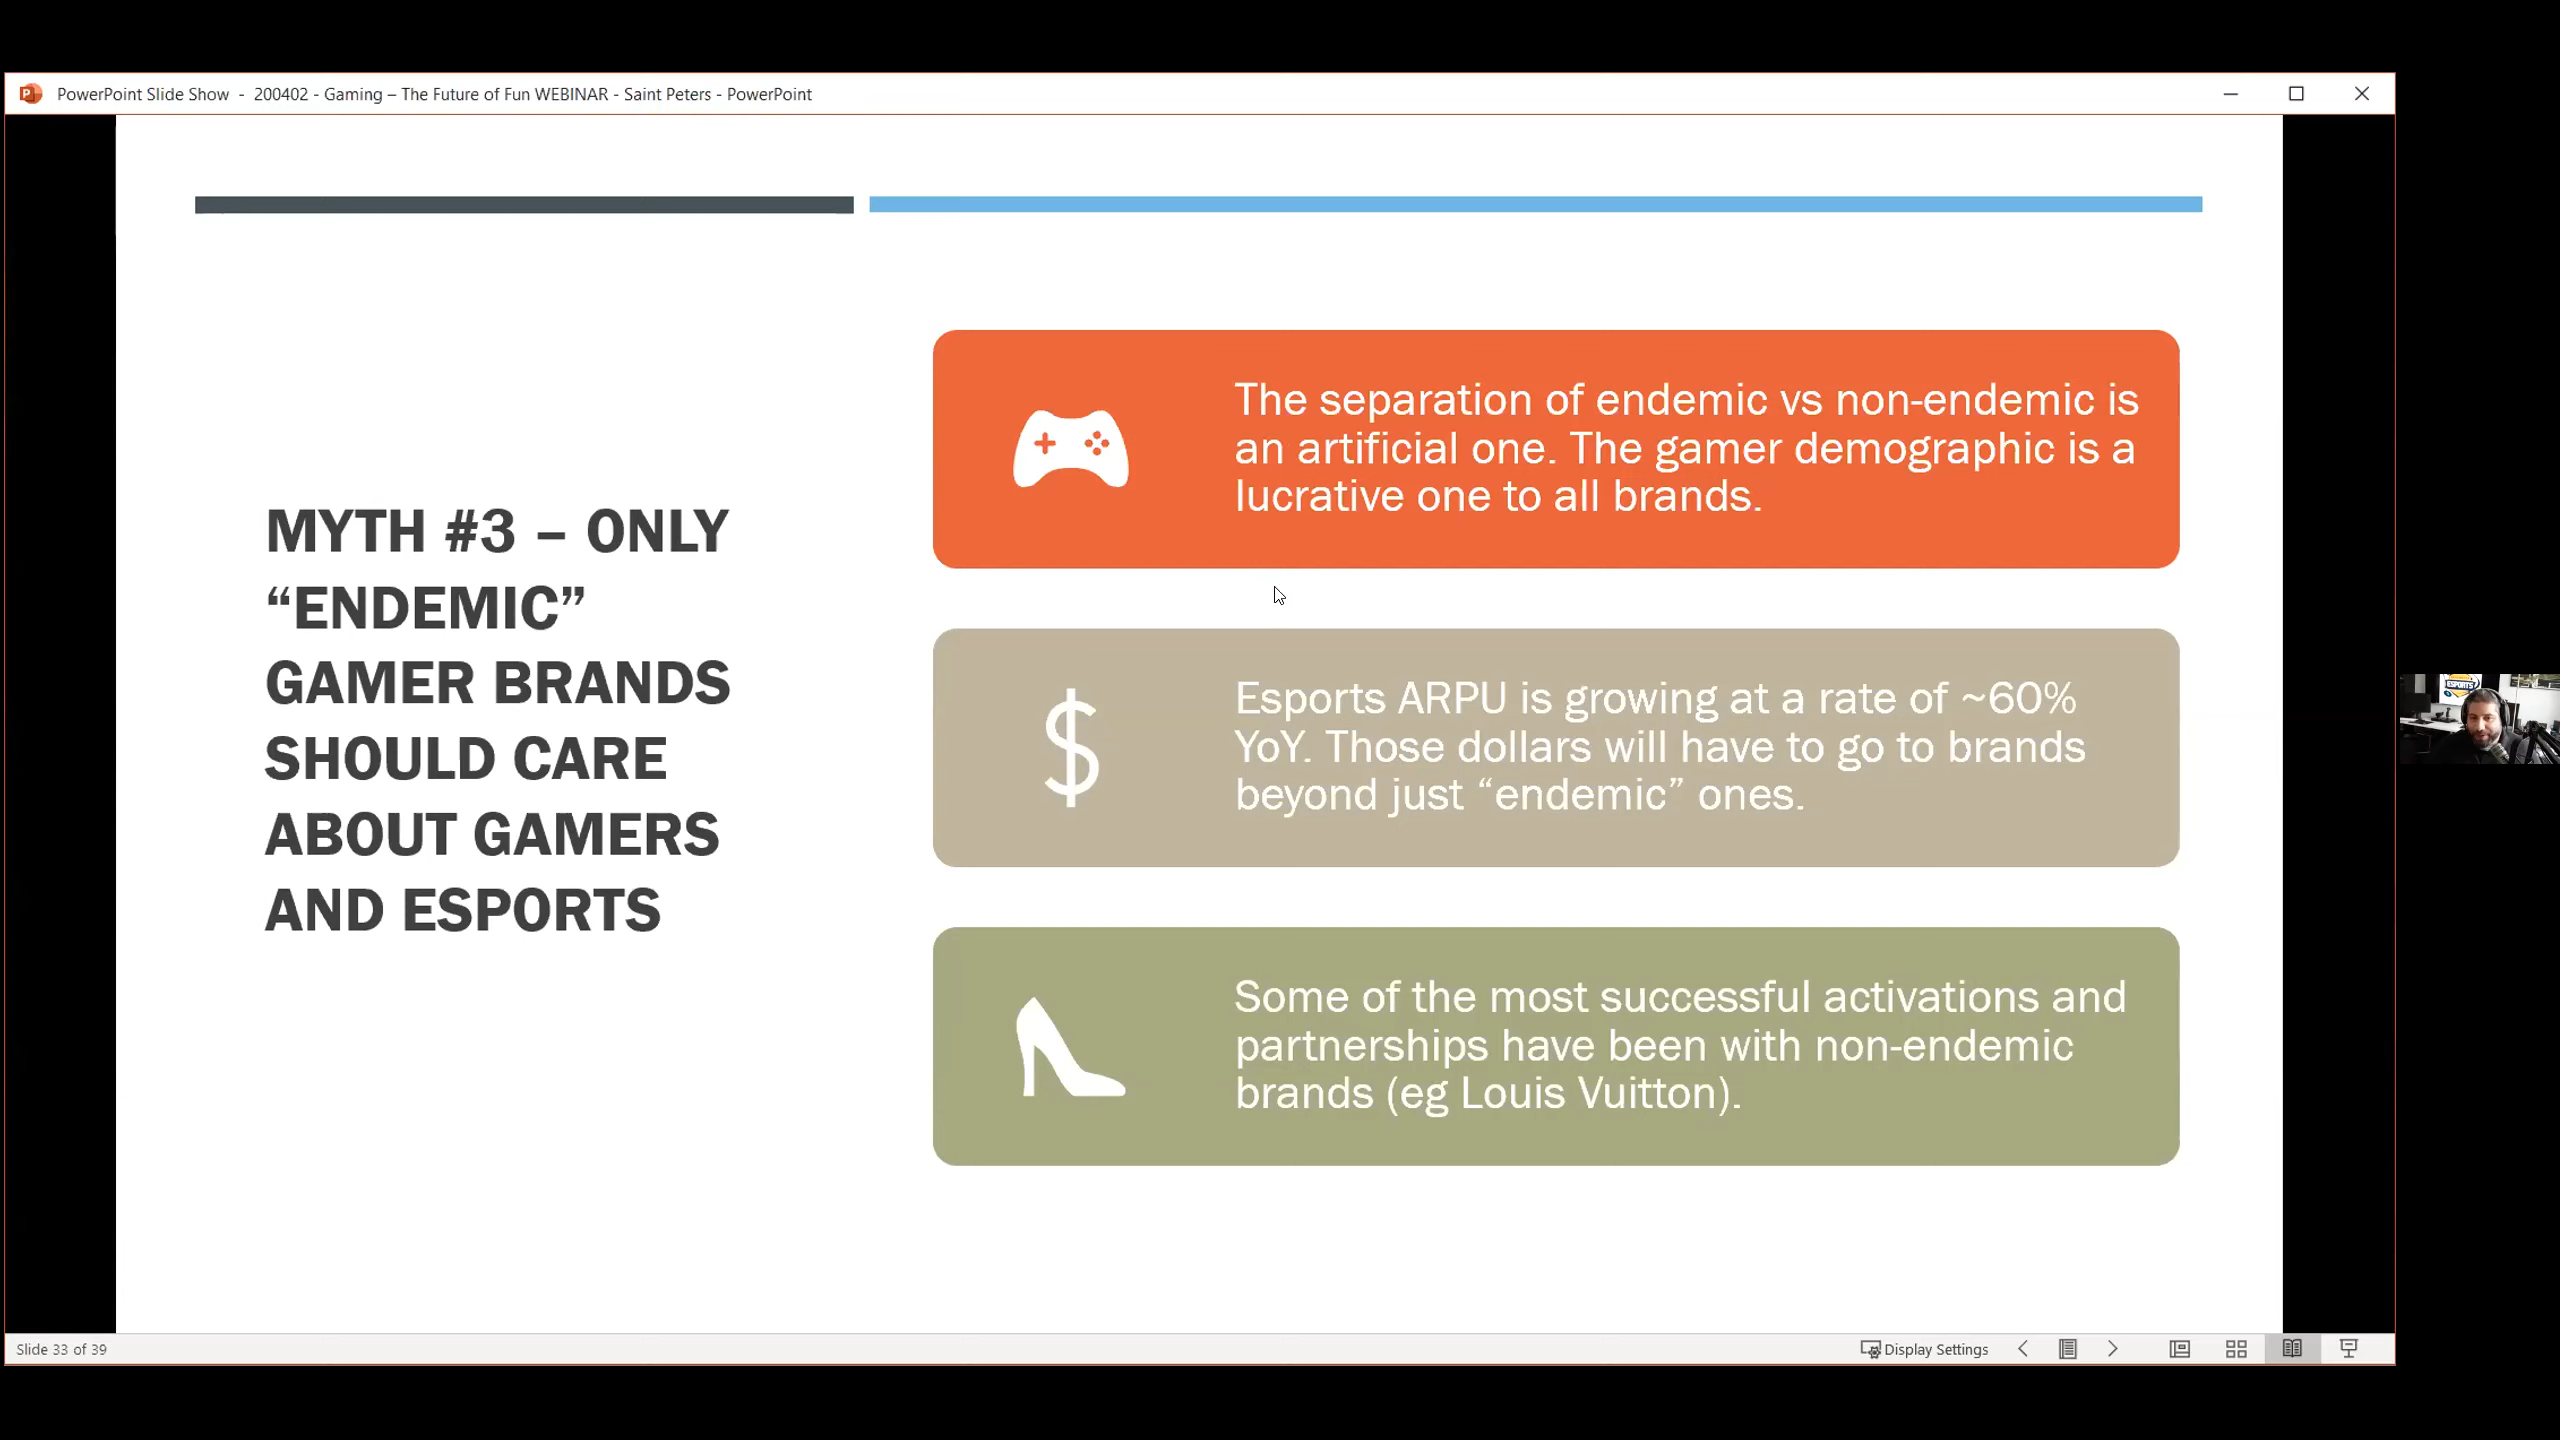 PowerPoint Slide Show - 200402 - Gaming – The Future of Fun WEBINAR - Saint Peters - PowerPoint
MYTH #3 – ONLY
“ENDEMIC”
GAMER BRANDS
SHOULD CARE
ABOUT GAMERS
AND ESPORTS
The separation of endemic vs non-endemic is
an artificial one. The gamer demographic is a
lucrative one to all brands.
Esports ARPU is growing at a rate of ~60%
YoY. Those dollars will have to go to brands
beyond just “endemic” ones.
Some of the most successful activations and
partnerships have been with non-endemic
brands (eg Louis Vuitton).
ESPORTS
Slide 33 of 39
Display Settings